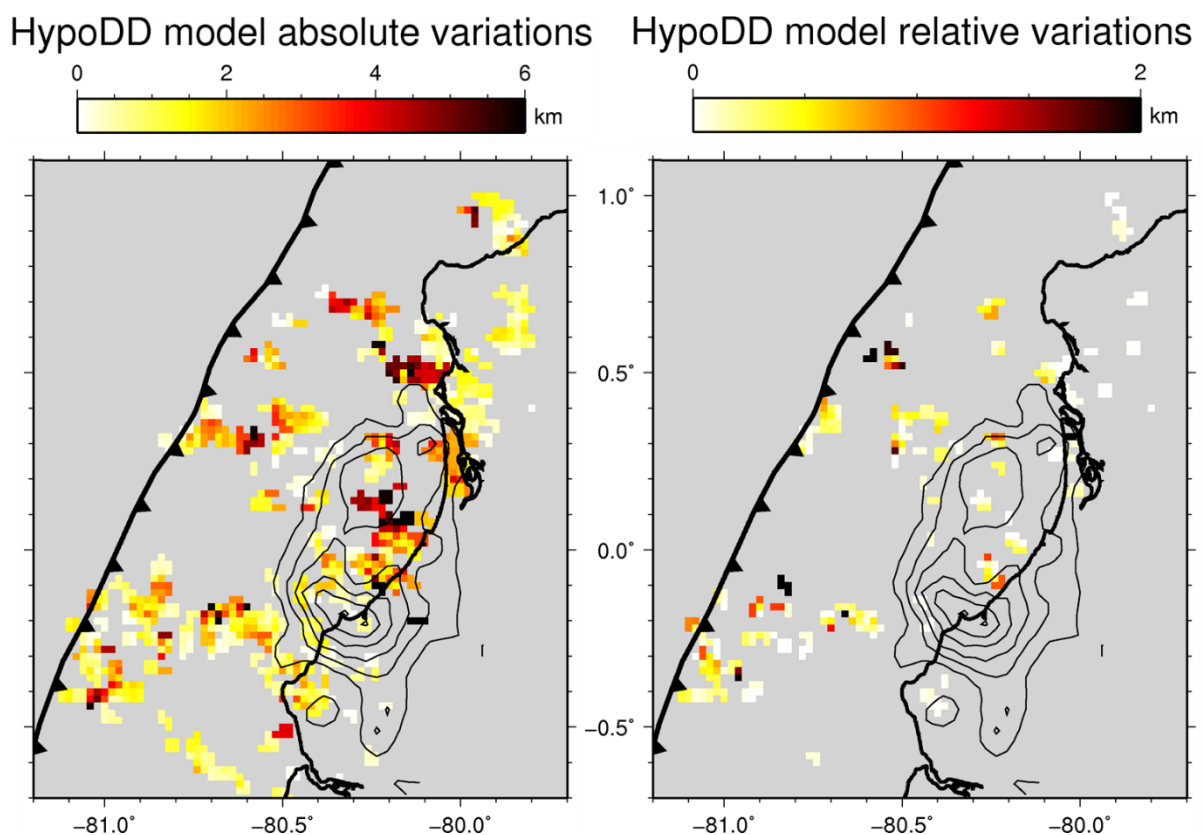 HypoDD model absolute variations
HypoDD model relative variations
0 2 4 6
km
0 2
km
1.0°
0.5°
0.0°
−0.5°
−81.0° −80.5° −80.0°
−81.0° −80.5° −80.0°